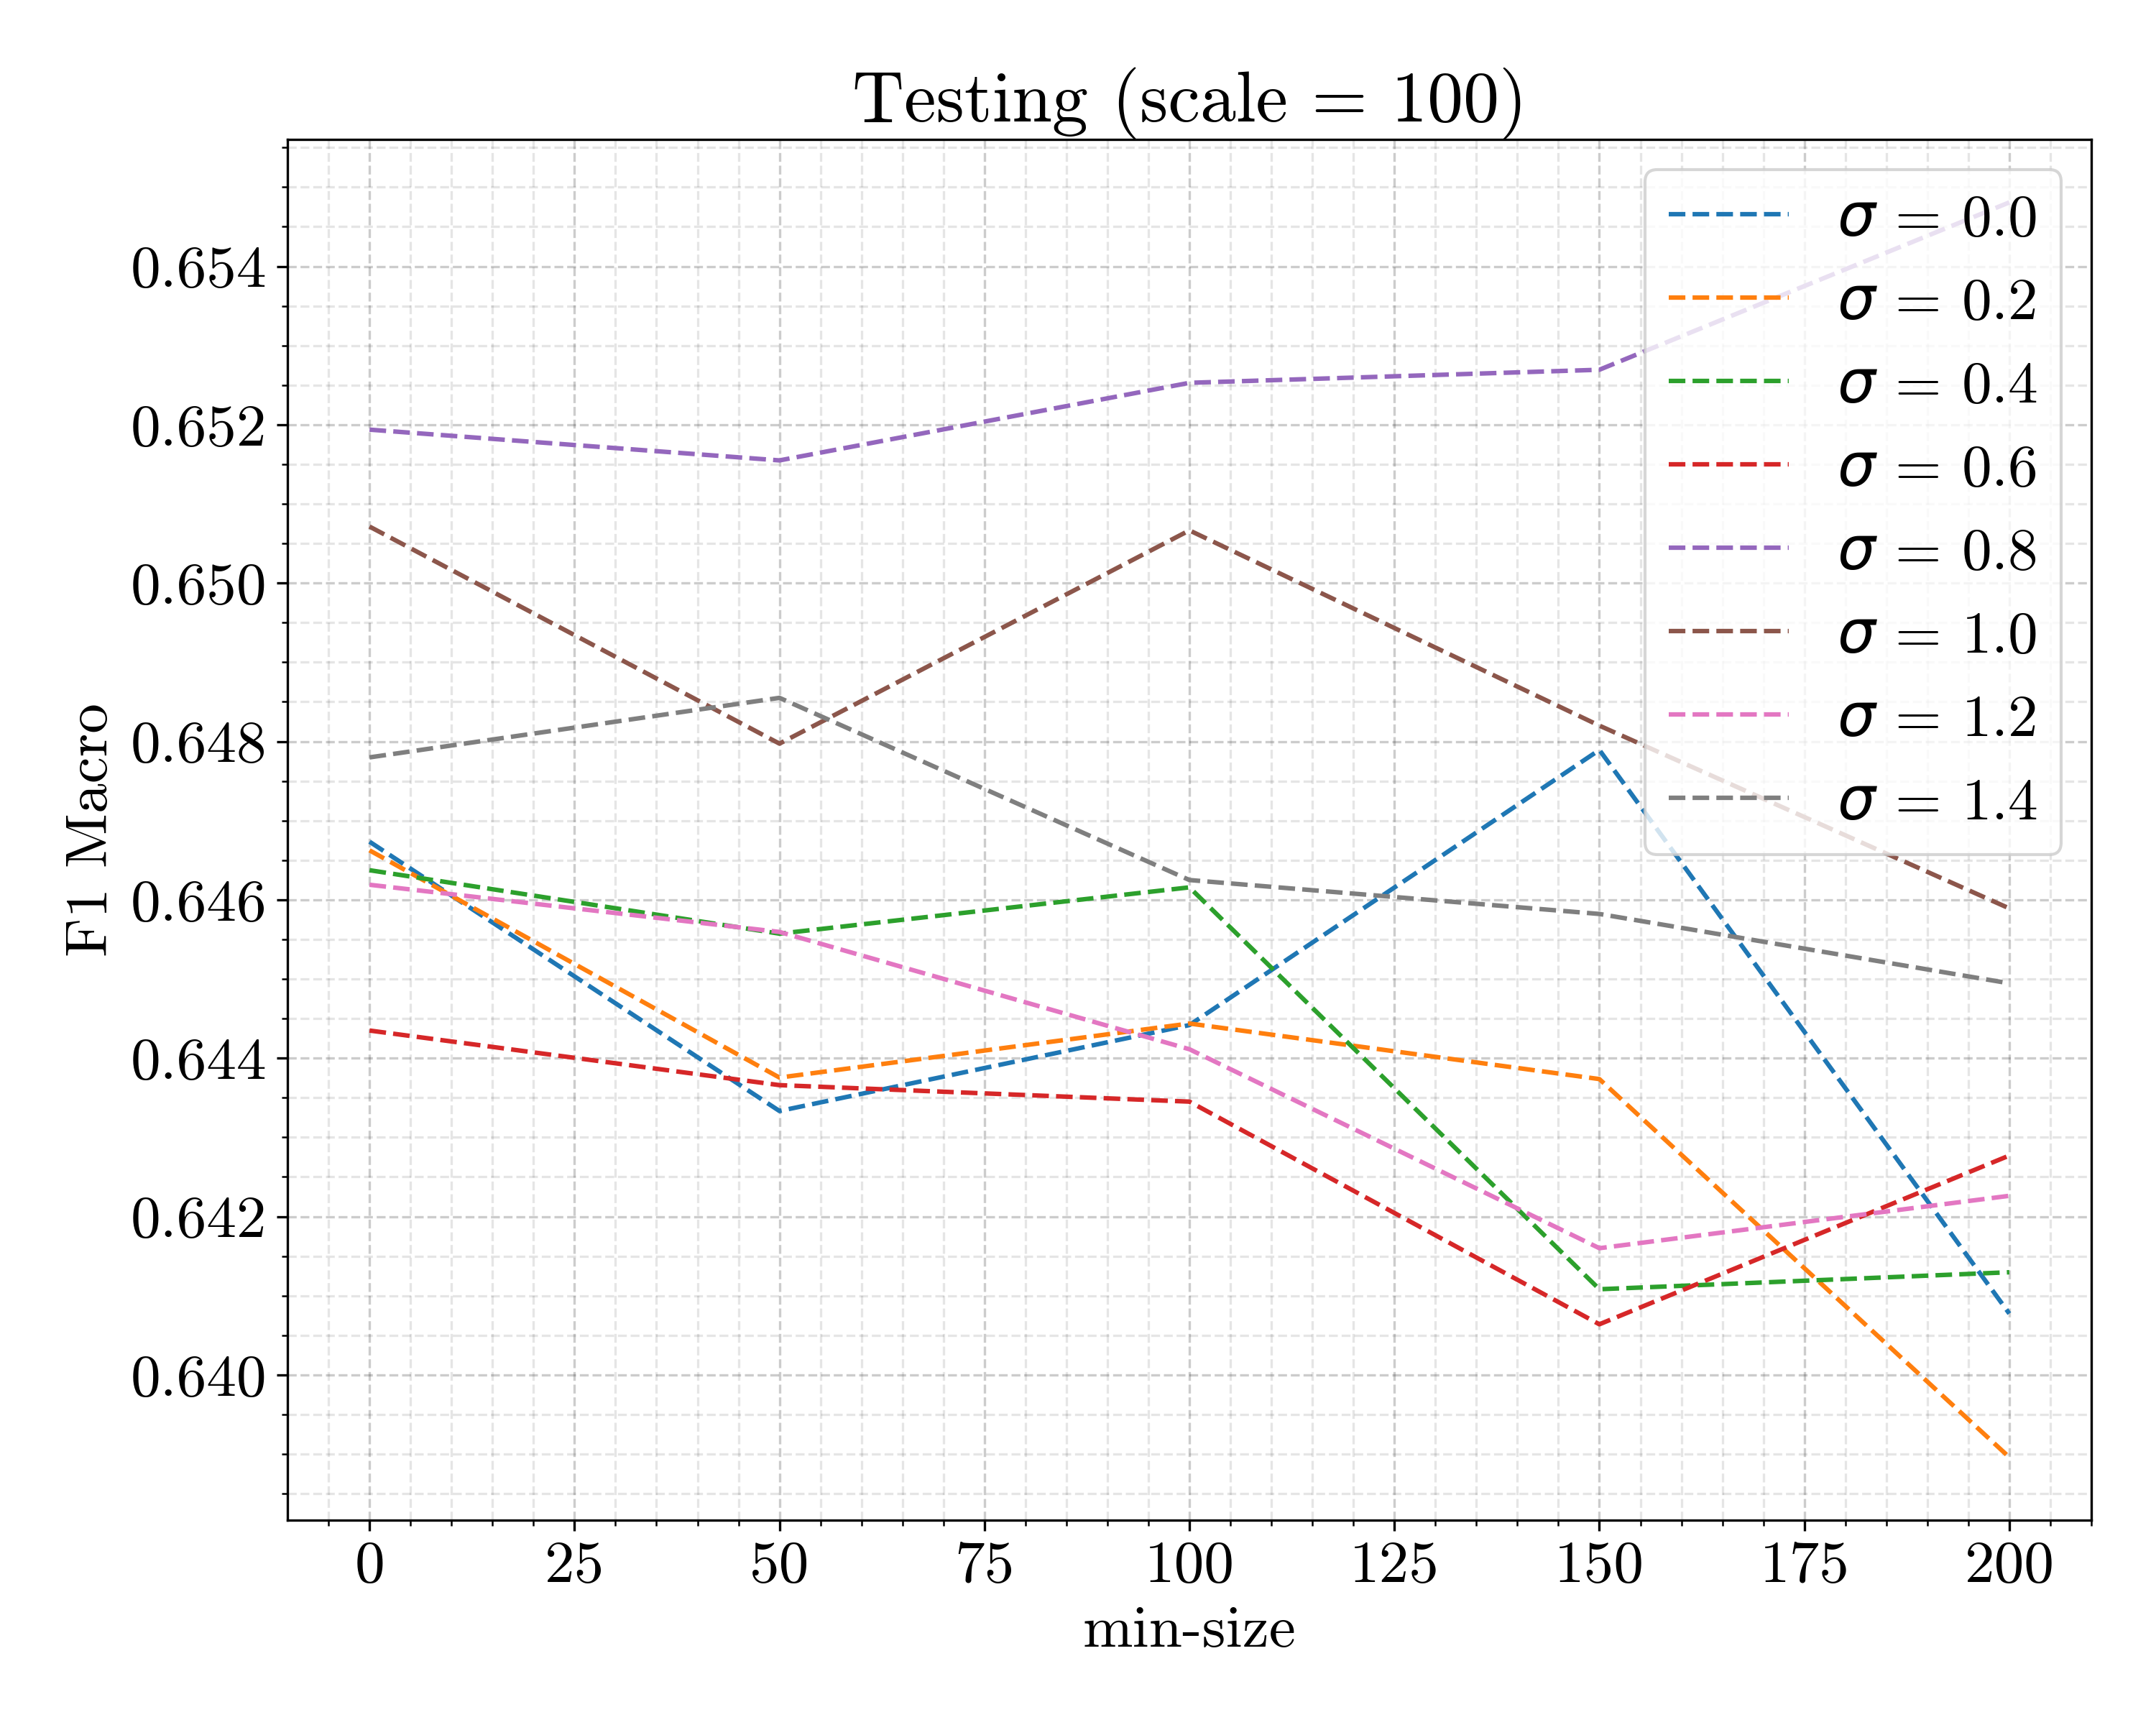 Testing (scale = 100)
0.654
0.652
0.650
0.648
0.646
0.644
0.642
0.640
F1 Macro
σ = 0.0
σ = 0.2
σ = 0.4
σ = 0.6
σ = 0.8
σ = 1.0
σ = 1.2
σ = 1.4
0 25 50 75 100 125 150 175 200
min-size